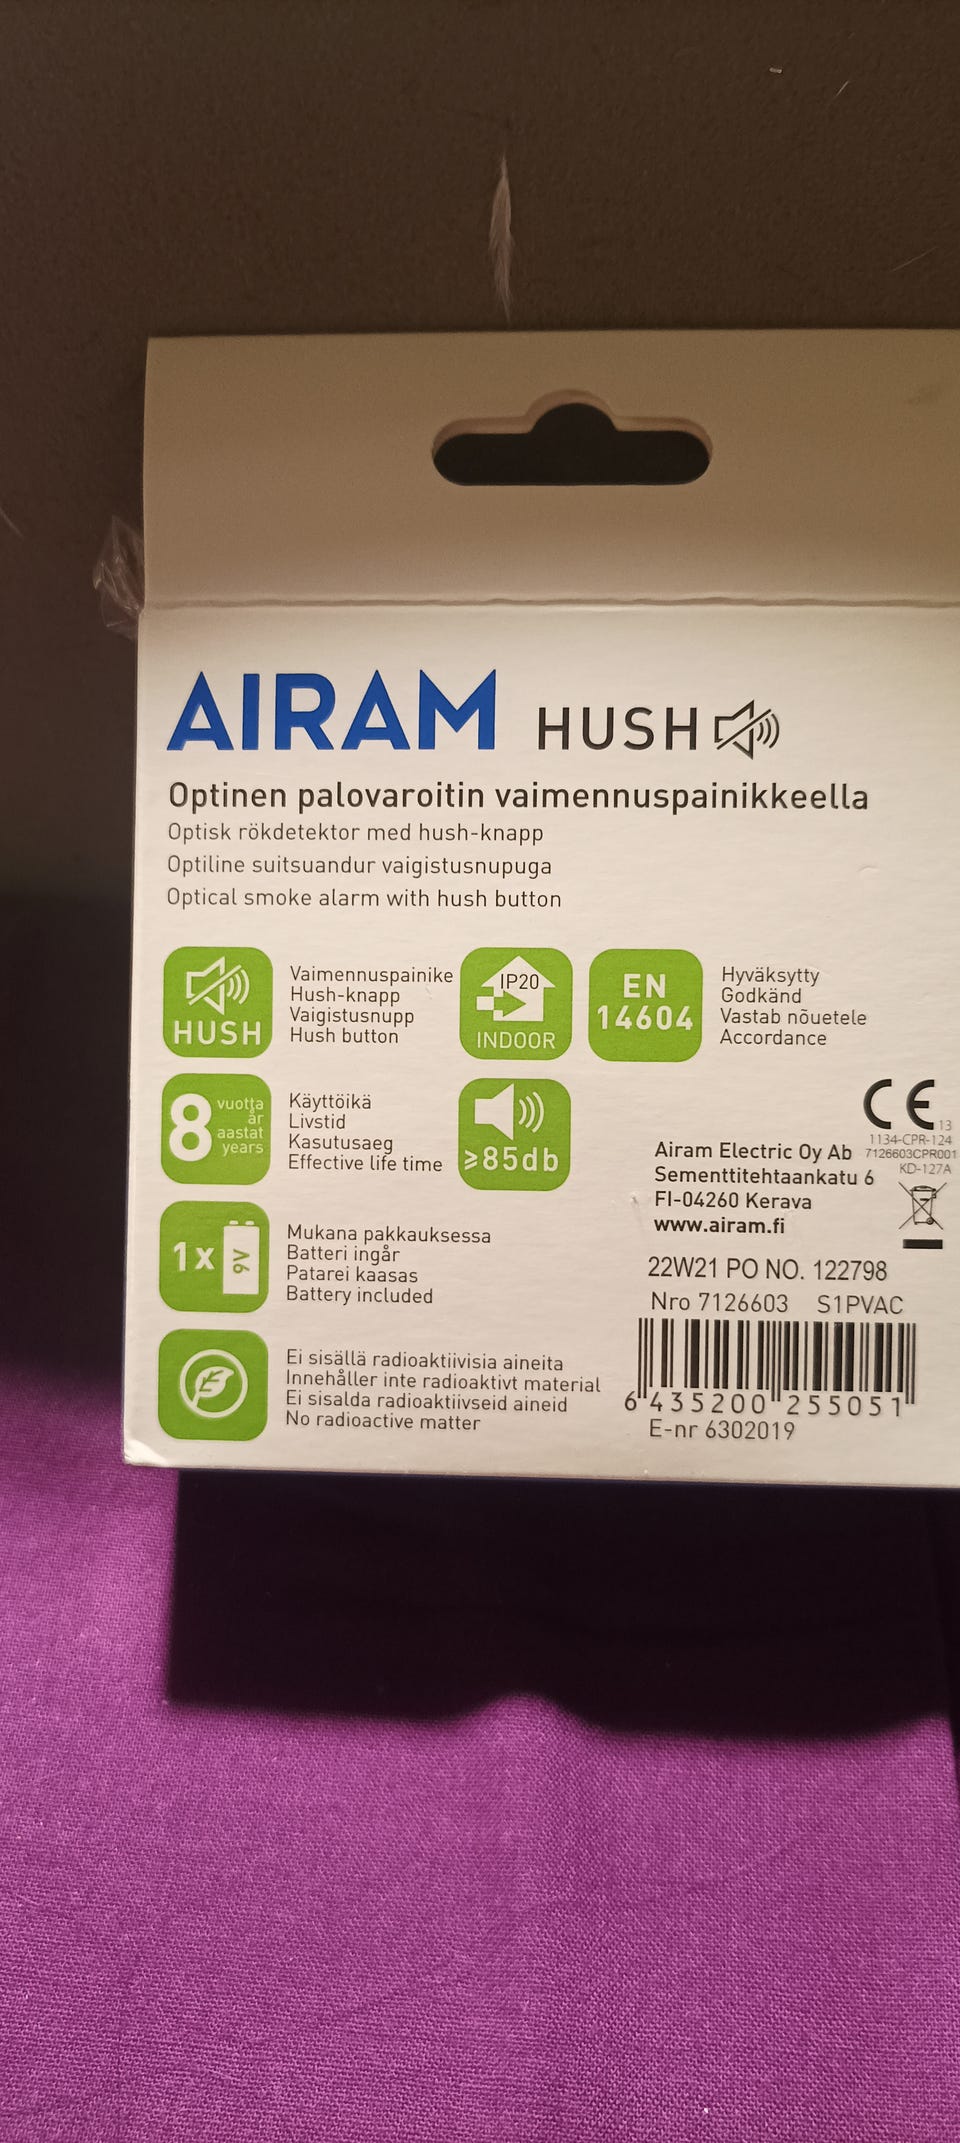 AIRAM HUSH
Optinen palovaroitin vaimennuspainikkeella
Optisk rökdetektor med hush-knapp
Optiline suitsuandur vaigistusnupuga
Optical smoke alarm with hush button
HUSH
Vaimennuspainike
Hush-knapp
Vaigistusnupp
Hush button
IP20
INDOOR
EN
14604
Hyväksytty
Godkänd
Vastab nõuetele
Accordance
8 vuotta
år
aastat
years
Käyttöikä
Livstid
Kasutusaeg
Effective life time
≥85db
1x 9V
Mukana pakkauksessa
Batteri ingår
Patarei kaasas
Battery included
Ei sisällä radioaktiivisia aineita
Innehåller inte radioaktivt material
Ei sisalda radioaktiivseid aineid
No radioactive matter
CE 13
1134-CPR-124
7126603CPR001
KD-127A
Airam Electric Oy Ab
Sementtitehtaankatu 6
FI-04260 Kerava
www.airam.fi
22W21 PO NO. 122798
Nro 7126603 S1PVAC
6 435200 255051
E-nr 6302019